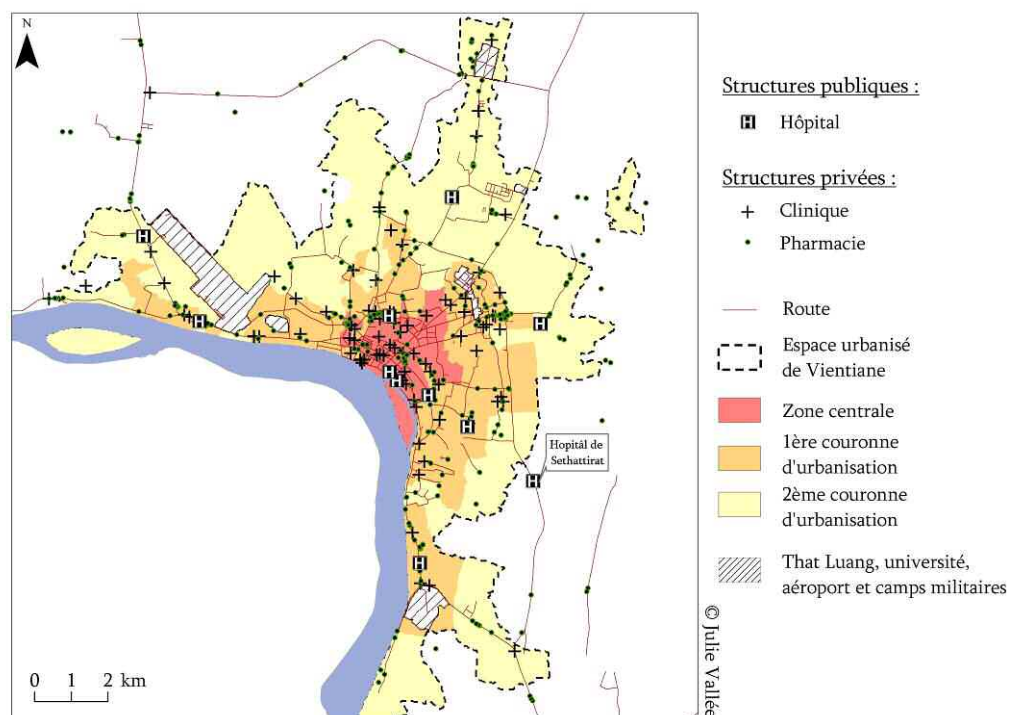 N
Hopitâl de
Sethattirat
0 1 2 km
Structures publiques :
H Hôpital
Structures privées :
Clinique
Pharmacie
Route
Espace urbanisé
de Vientiane
Zone centrale
1ère couronne
d'urbanisation
2ème couronne
d'urbanisation
That Luang, université,
aéroport et camps militaires
© Julie Vallée